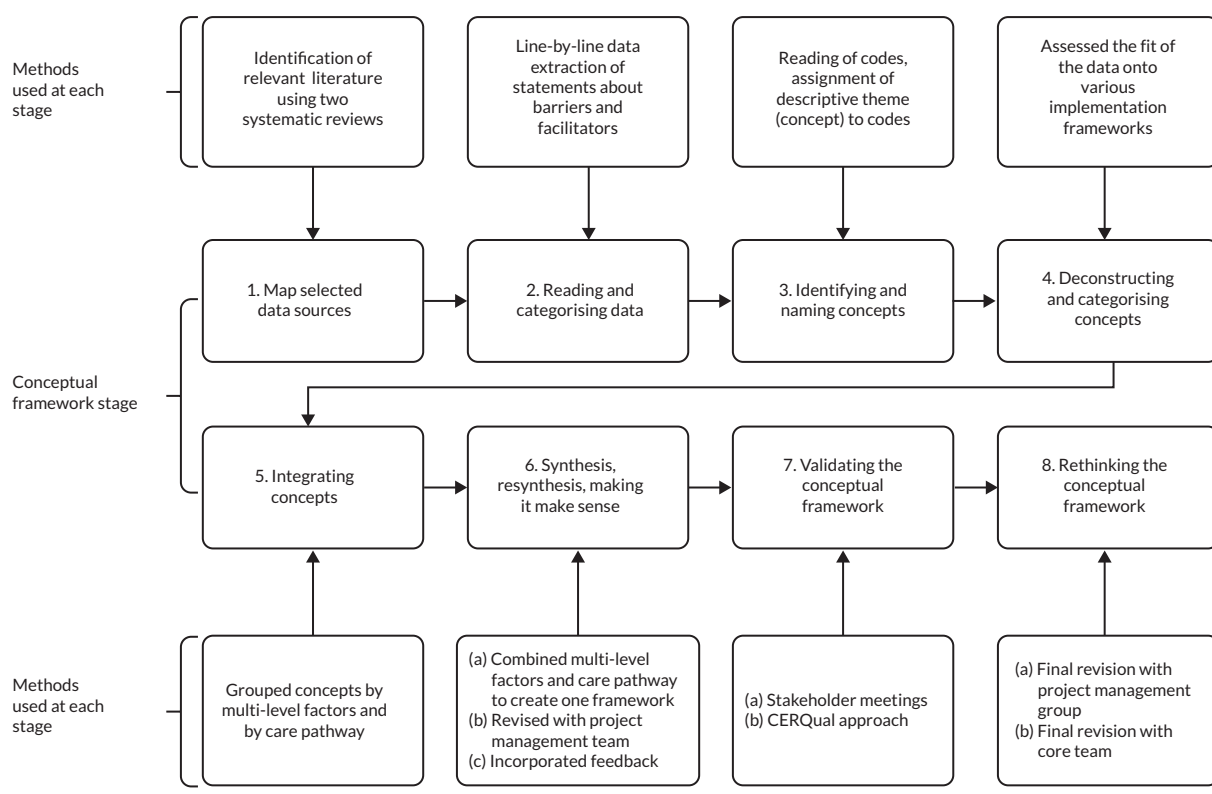 Methods
used at each
stage
Identification of
relevant literature
using two
systematic reviews
Line-by-line data
extraction of
statements about
barriers and
facilitators
Reading of codes,
assignment of
descriptive theme
(concept) to codes
Assessed the fit of
the data onto
various
implementation
frameworks
Conceptual
framework stage
1. Map selected
data sources
2. Reading and
categorising data
3. Identifying and
naming concepts
4. Deconstructing
and categorising
concepts
5. Integrating
concepts
6. Synthesis,
resynthesis, making
it make sense
7. Validating the
conceptual
framework
8. Rethinking the
conceptual
framework
Methods
used at each
stage
Grouped concepts by
multi-level factors and
by care pathway
(a) Combined multi-level
factors and care pathway
to create one framework
(b) Revised with project
management team
(c) Incorporated feedback
(a) Stakeholder meetings
(b) CERQual approach
(a) Final revision with
project management
group
(b) Final revision with
core team